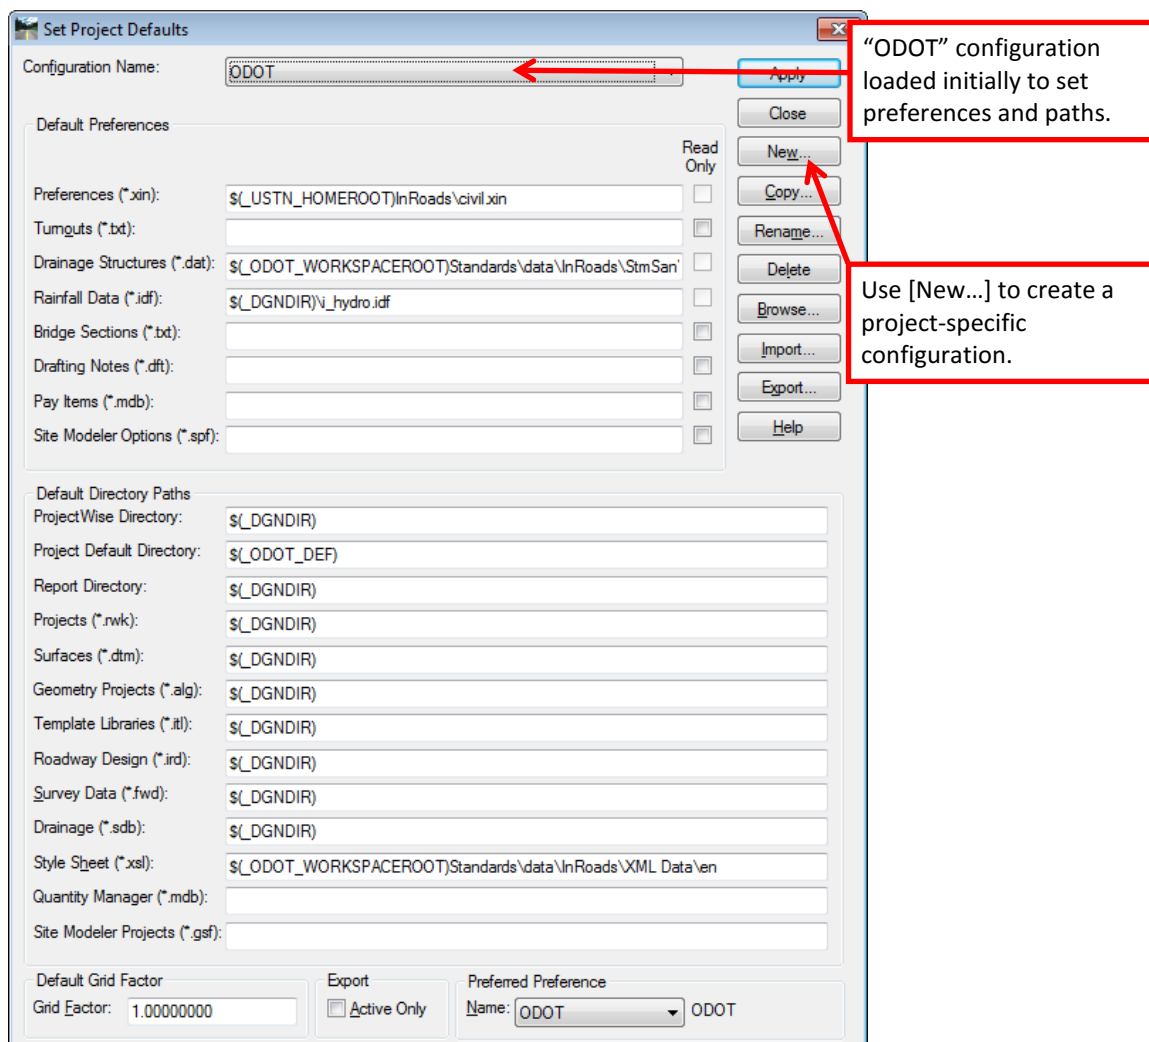 Set Project Defaults
Configuration Name:
ODOT
Apply
"ODOT" configuration
loaded initially to set
preferences and paths.
Close
Default Preferences
Read
Only
New...
Preferences (*.xin):
$(_USTN_HOMEROOT)InRoads\civil.xin
Copy...
Turnouts (*.txt):
Rename...
Drainage Structures (*.dat):
$(_ODOT_WORKSPACEROOT)Standards\data\InRoads\StmSan\
Delete
Rainfall Data (*.idf):
$(_DGNDIR)\i_hydro.idf
Browse...
Use [New...] to create a
project-specific
configuration.
Bridge Sections (*.txt):
Import...
Drafting Notes (*.dft):
Export...
Pay Items (*.mdb):
Help
Site Modeler Options (*.spf):
Default Directory Paths
ProjectWise Directory:
$(_DGNDIR)
Project Default Directory:
$(_ODOT_DEF)
Report Directory:
$(_DGNDIR)
Projects (*.rwk):
$(_DGNDIR)
Surfaces (*.dtm):
$(_DGNDIR)
Geometry Projects (*.alg):
$(_DGNDIR)
Template Libraries (*.itl):
$(_DGNDIR)
Roadway Design (*.ird):
$(_DGNDIR)
Survey Data (*.fwd):
$(_DGNDIR)
Drainage (*.sdb):
$(_DGNDIR)
Style Sheet (*.xsl):
$(_ODOT_WORKSPACEROOT)Standards\data\InRoads\XML Data\en
Quantity Manager (*.mdb):
Site Modeler Projects (*.gsf):
Default Grid Factor
Grid Factor:
1.00000000
Export
Active Only
Preferred Preference
Name:
ODOT
ODOT